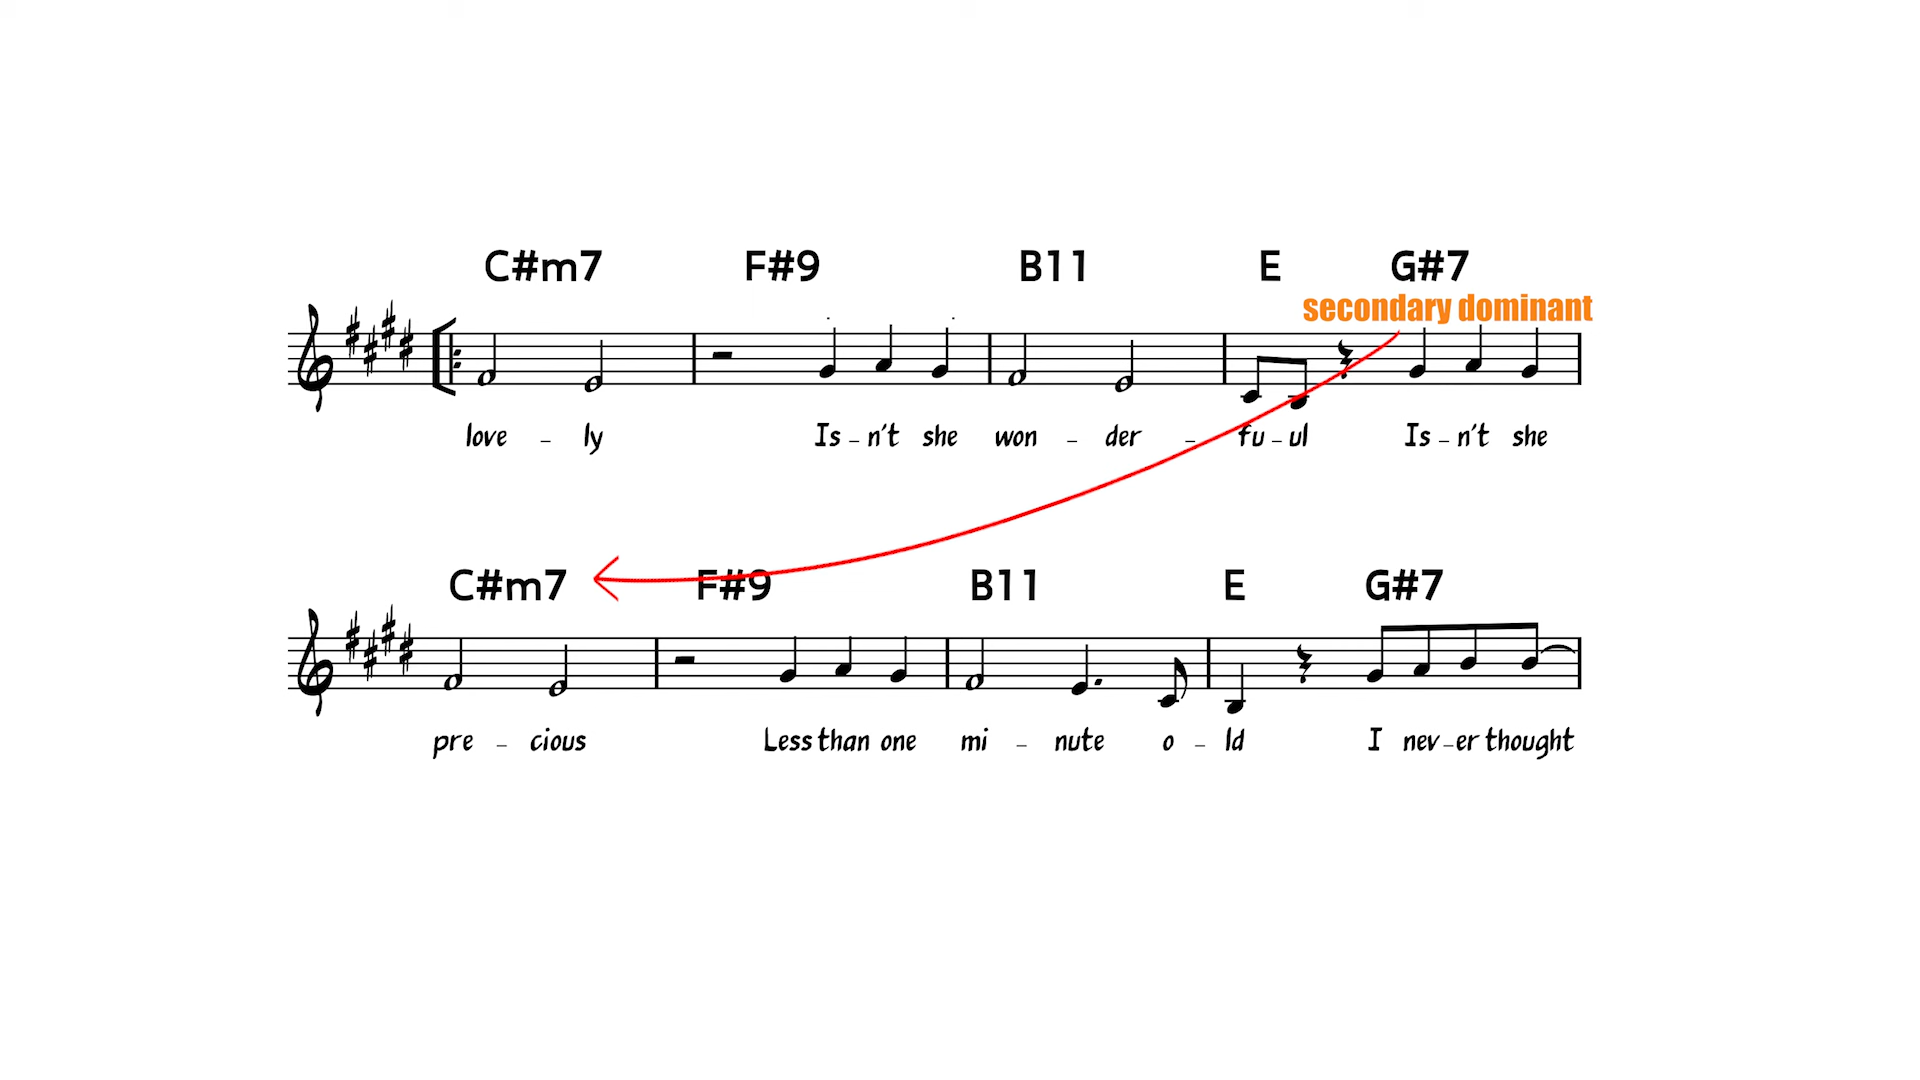 C#m7 F#9 B11 E G#7
secondary dominant
love - ly Is - n't she won - der - fu - ul Is - n't she
C#m7 F#9 B11 E G#7
pre - cious Less than one mi - nute o - ld I nev - er thought